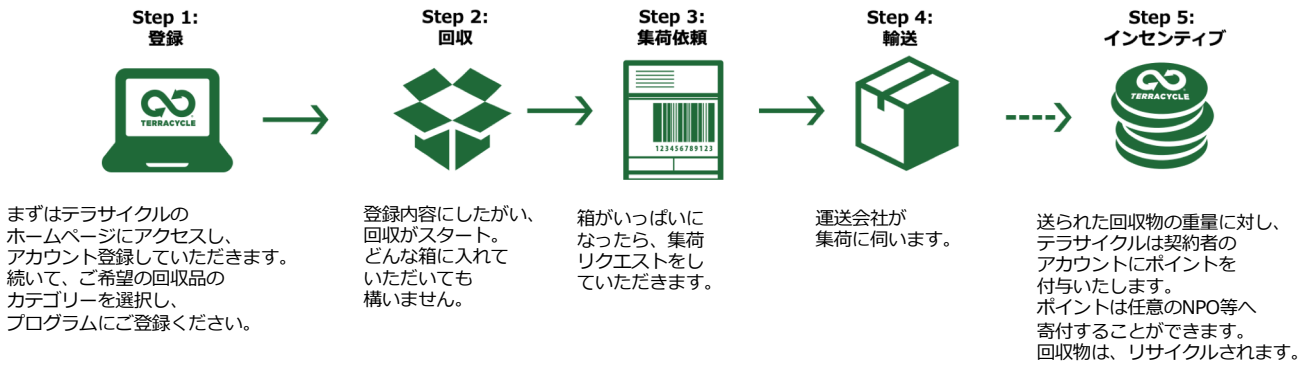 Step 1:
登録
TERRACYCLE
まずはテラサイクルの
ホームページにアクセスし、
アカウント登録していただきます。
続いて、ご希望の回収品の
カテゴリーを選択し、
プログラムにご登録ください。
Step 2:
回収
登録内容にしたがい、
回収がスタート。
どんな箱に入れて
いただいても
構いません。
Step 3:
集荷依頼
123456789123
箱がいっぱいに
なったら、集荷
リクエストをし
ていただきます。
Step 4:
輸送
運送会社が
集荷に伺います。
Step 5:
インセンティブ
TERRACYCLE
送られた回収物の重量に対し、
テラサイクルは契約者の
アカウントにポイントを
付与いたします。
ポイントは任意のNPO等へ
寄付することができます。
回収物は、リサイクルされます。